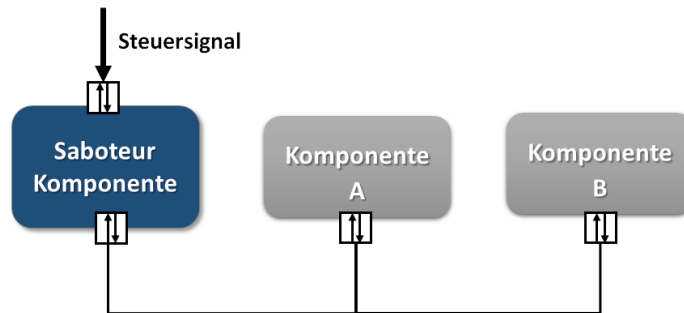 Steuersignal
Saboteur
Komponente
Komponente
A
Komponente
B